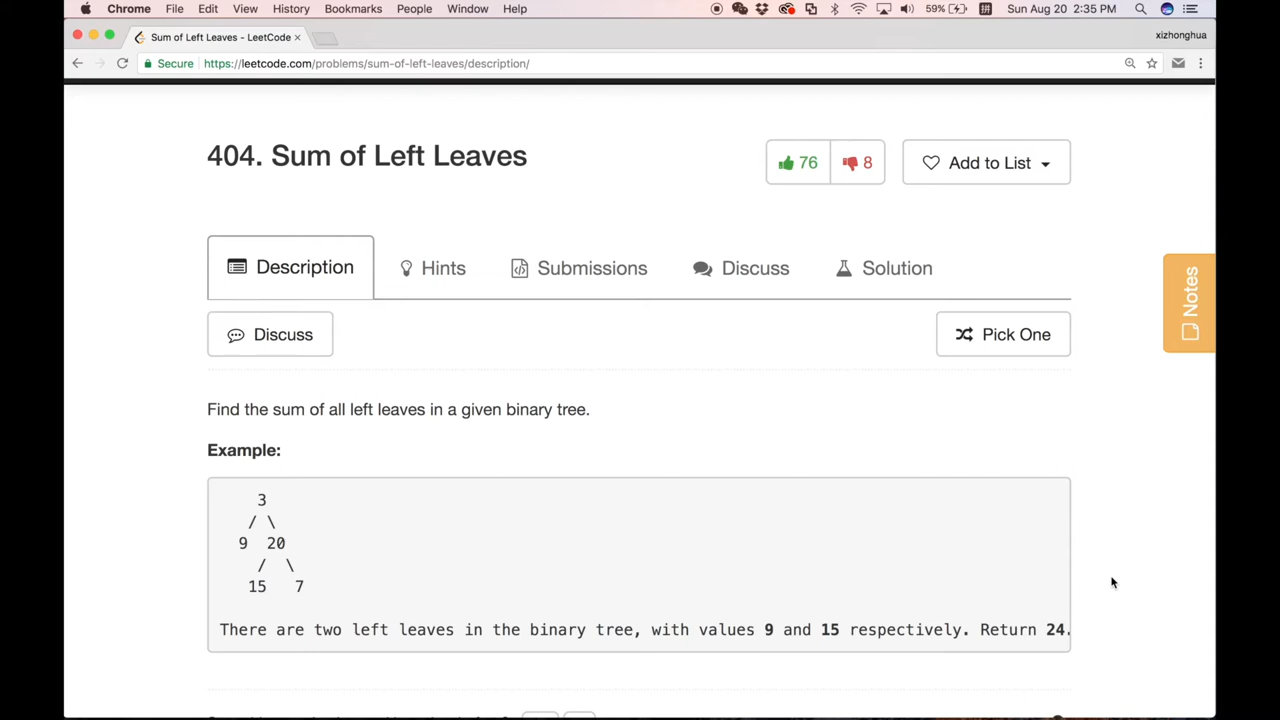 Chrome File Edit View History Bookmarks People Window Help 59% Sun Aug 20 2:35 PM
Sum of Left Leaves - LeetCode × xizhonghua
Secure https://leetcode.com/problems/sum-of-left-leaves/description/
404. Sum of Left Leaves 76 8 Add to List
Description Hints Submissions Discuss Solution
Notes
Discuss Pick One
Find the sum of all left leaves in a given binary tree.
Example:
3
/ \
9 20
/ \
15 7
There are two left leaves in the binary tree, with values 9 and 15 respectively. Return 24.